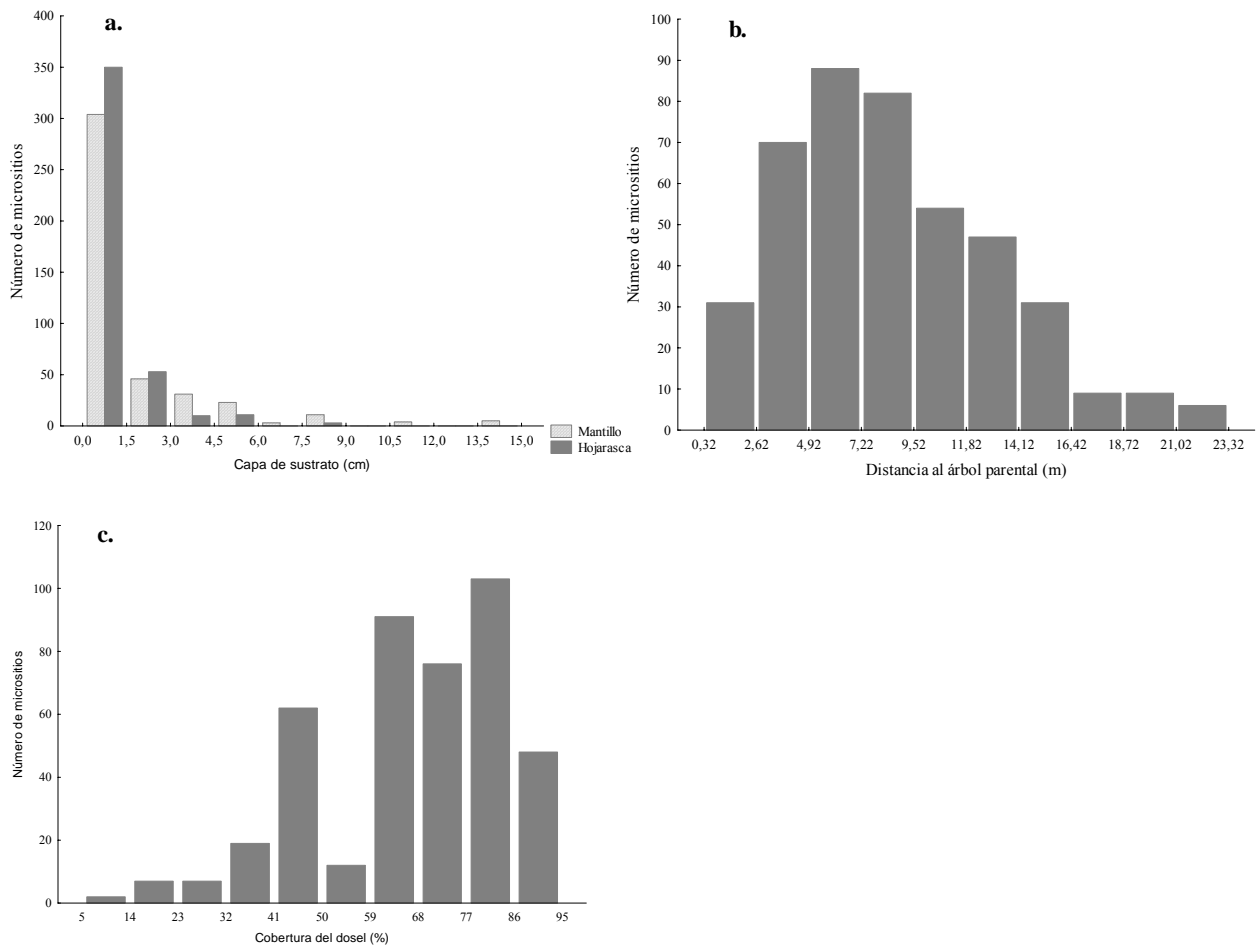 a.
400
350
300
250
200
150
100
50
0
Número de micrositios
0,0 1,5 3,0 4,5 6,0 7,5 9,0 10,5 12,0 13,5 15,0
Capa de sustrato (cm)
Mantillo
Hojarasca
b.
100
90
80
70
60
50
40
30
20
10
0
Número de micrositios
0,32 2,62 4,92 7,22 9,52 11,82 14,12 16,42 18,72 21,02 23,32
Distancia al árbol parental (m)
c.
120
100
80
60
40
20
0
Número de micrositios
5 14 23 32 41 50 59 68 77 86 95
Cobertura del dosel (%)